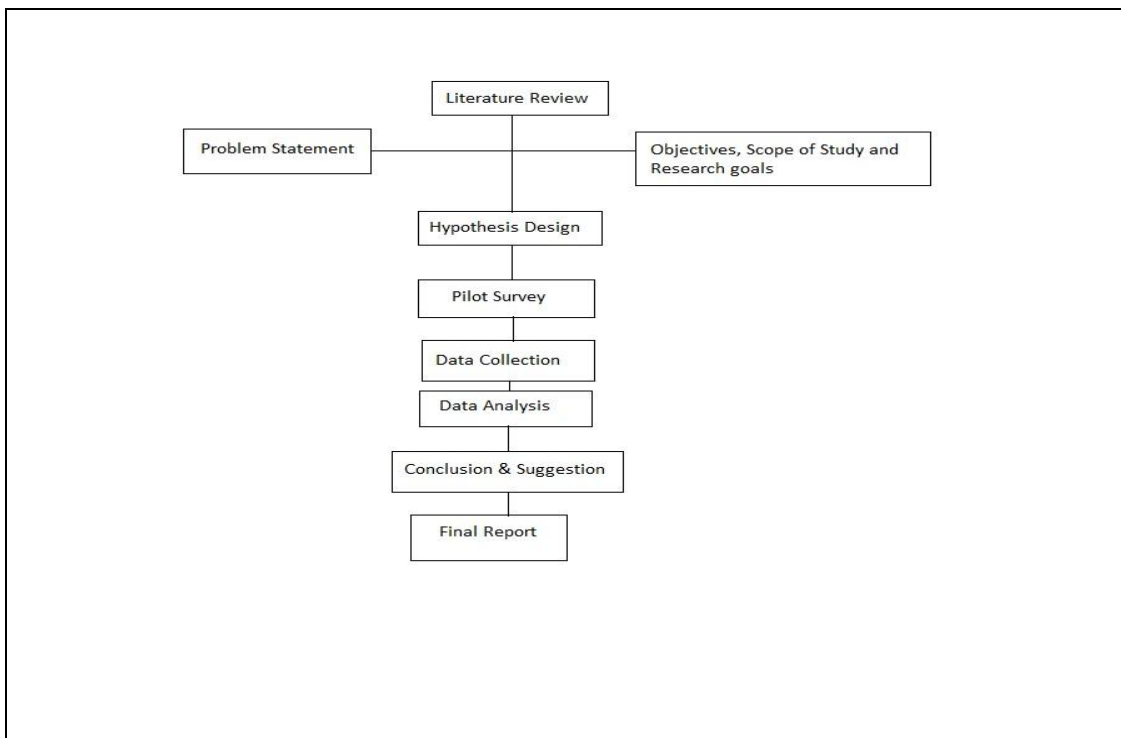 Literature Review
Problem Statement
Objectives, Scope of Study and
Research goals
Hypothesis Design
Pilot Survey
Data Collection
Data Analysis
Conclusion & Suggestion
Final Report